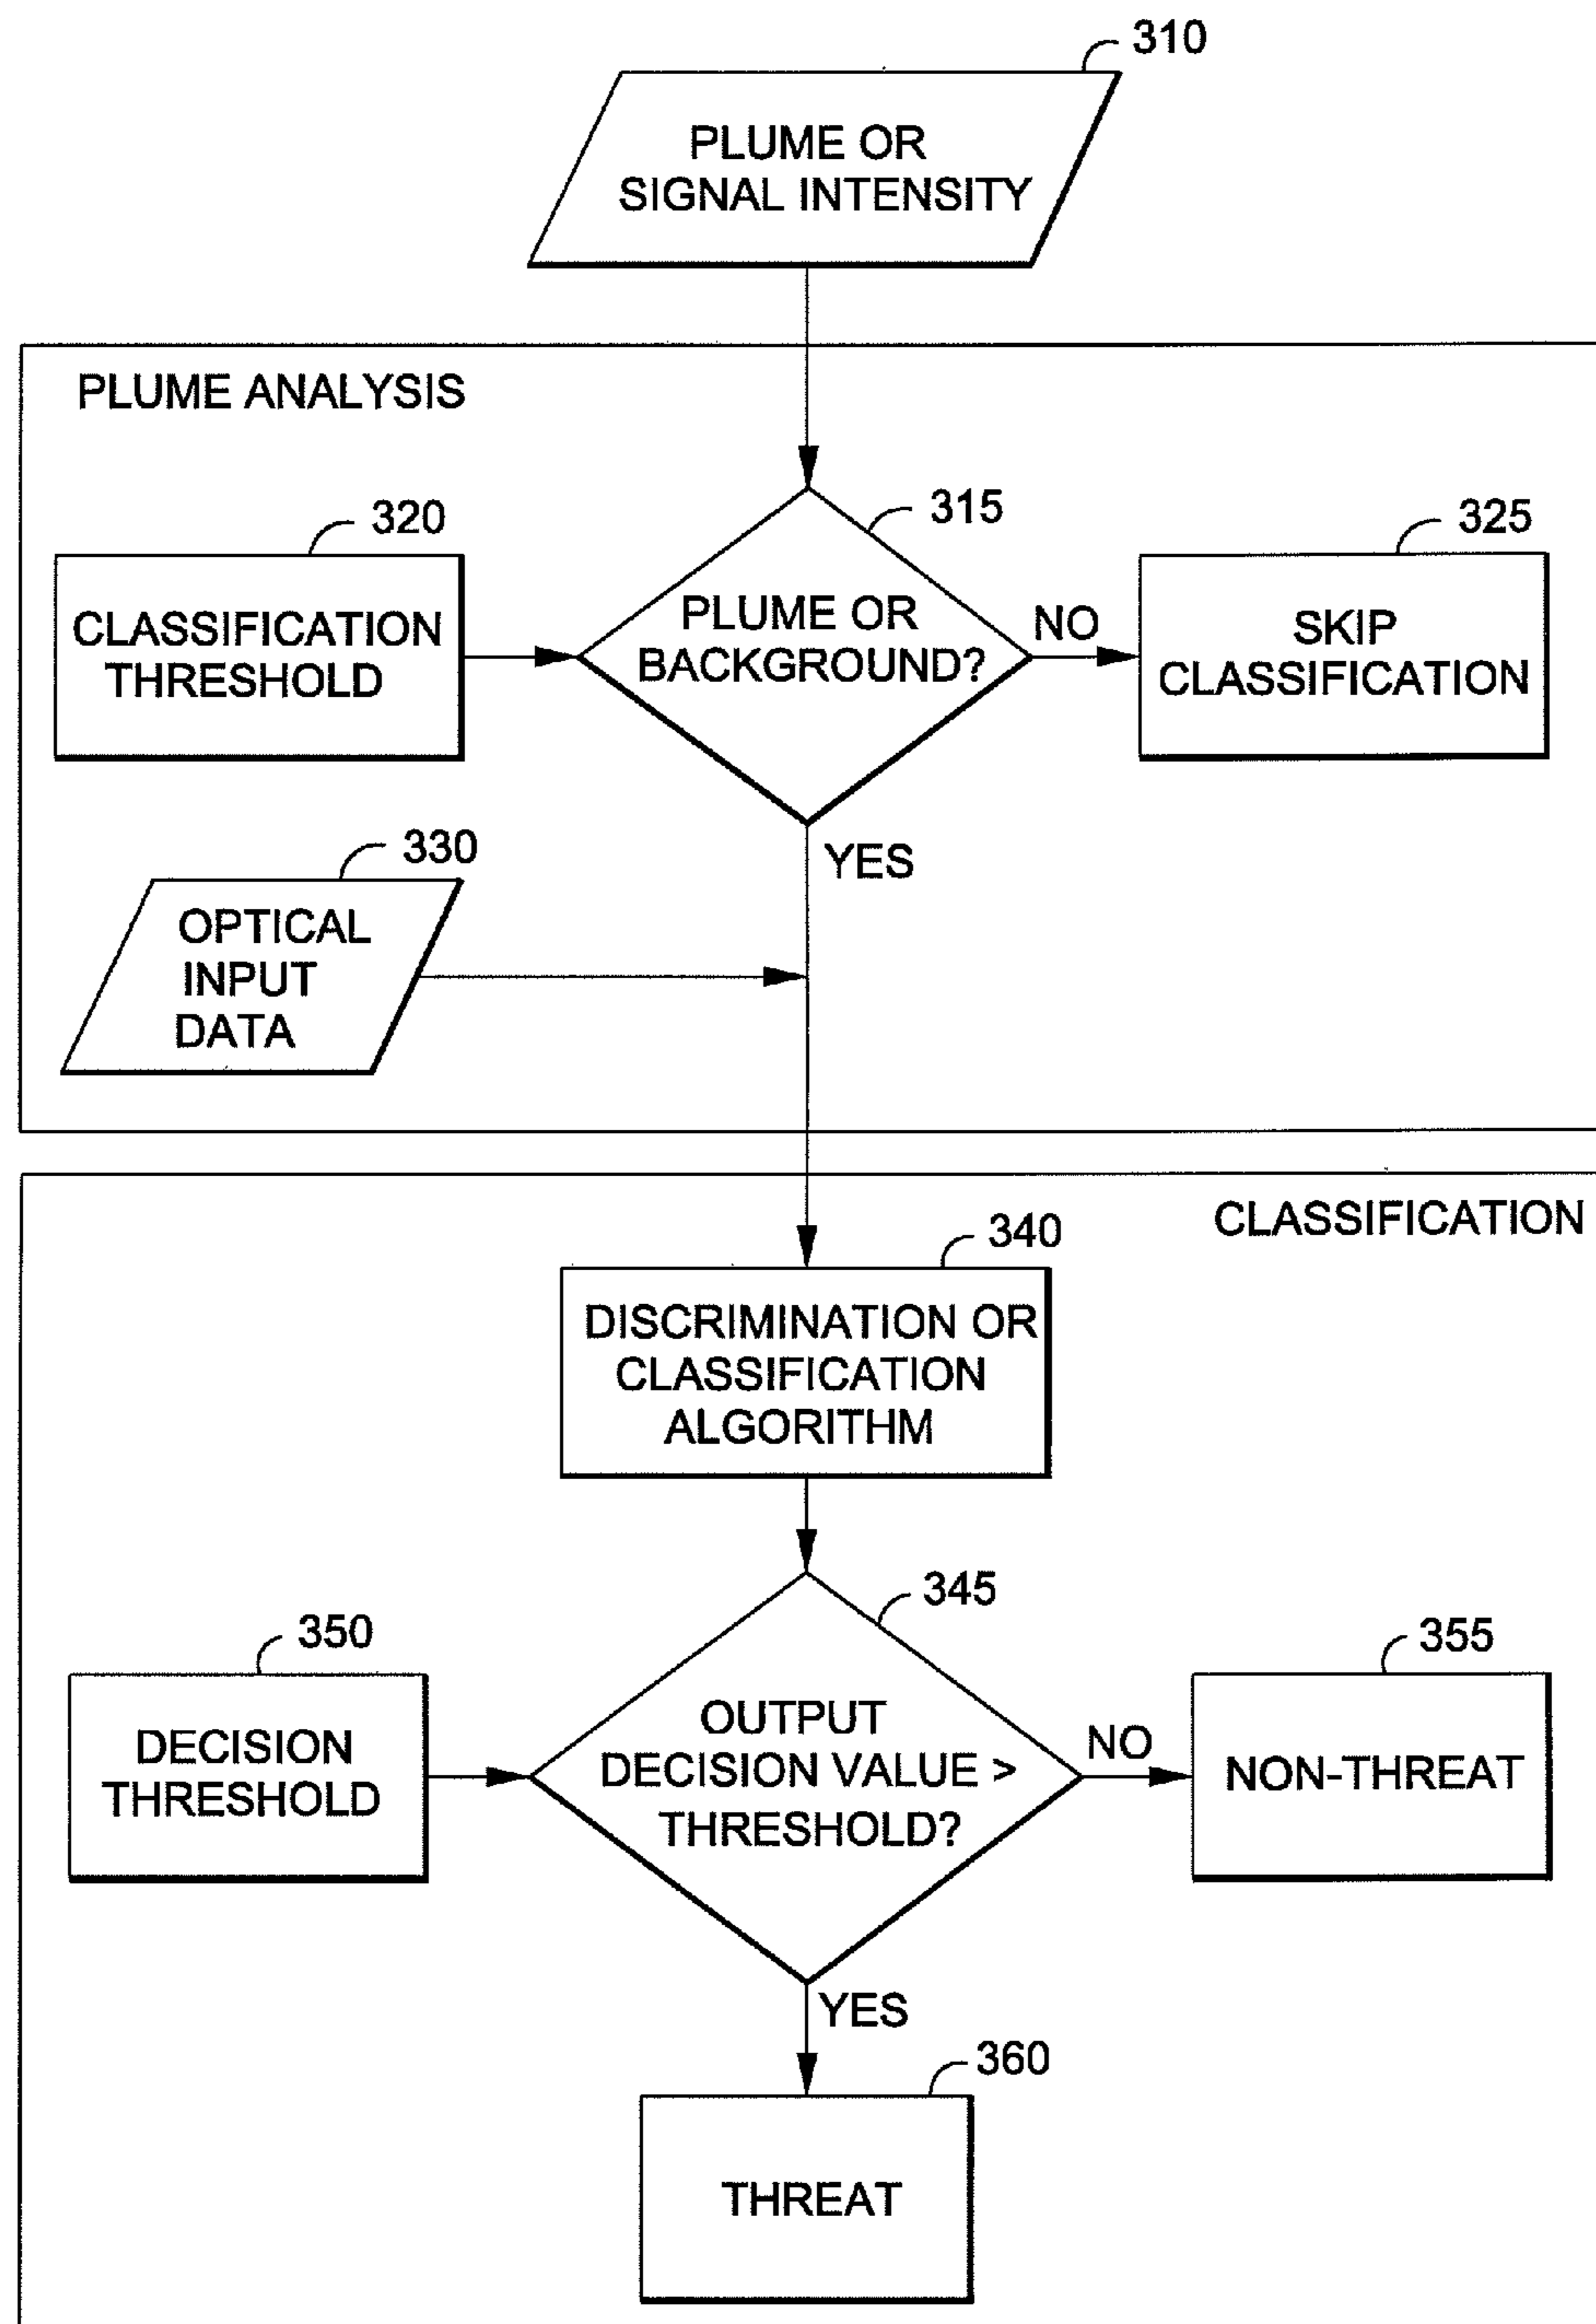 310
PLUME OR
SIGNAL INTENSITY
PLUME ANALYSIS
320
CLASSIFICATION
THRESHOLD
315
PLUME OR
BACKGROUND?
NO
325
SKIP
CLASSIFICATION
YES
330
OPTICAL
INPUT
DATA
CLASSIFICATION
340
DISCRIMINATION OR
CLASSIFICATION
ALGORITHM
350
DECISION
THRESHOLD
345
OUTPUT
DECISION VALUE >
THRESHOLD?
NO
355
NON-THREAT
YES
360
THREAT